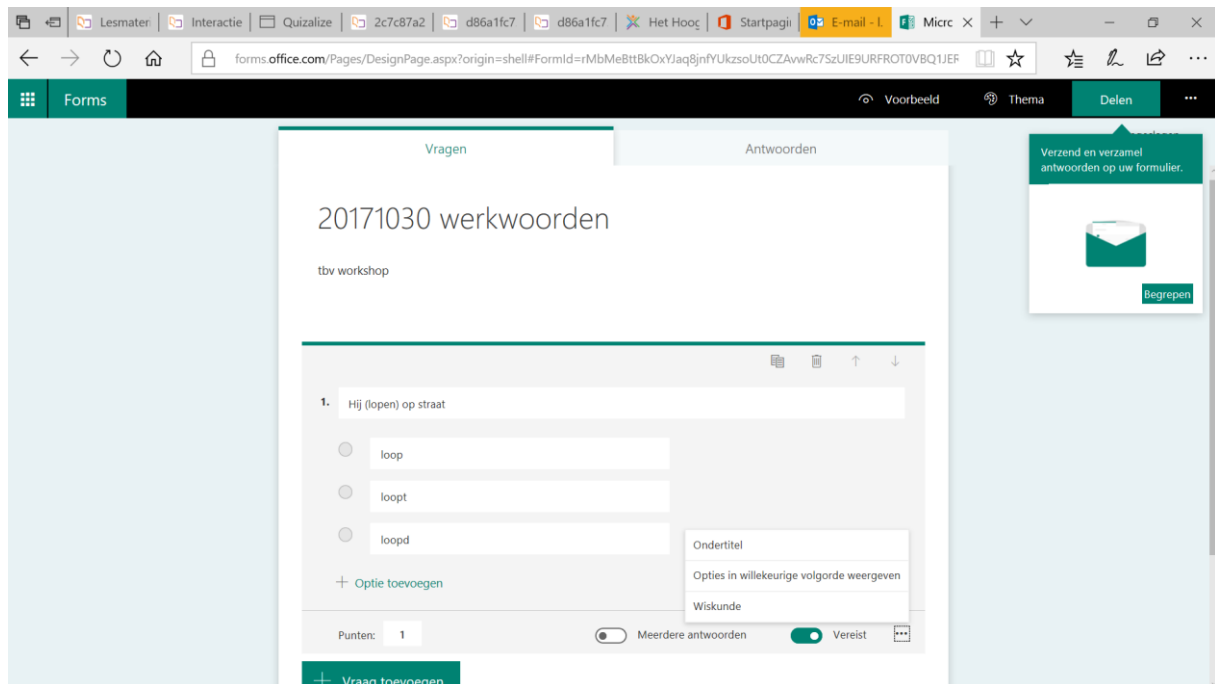 Lesmateri
Interactie
Quizalize
2c7c87a2
d86a1fc7
d86a1fc7
Het Hoog
Startpagi
E-mail - l.
Micrc
forms.office.com/Pages/DesignPage.aspx?origin=shell#FormId=
Forms
Voorbeeld
Thema
Delen
Vragen
Antwoorden
Verzend en verzamel
antwoorden op uw formulier.
Begrepen
20171030 werkwoorden
tbv workshop
1. Hij (lopen) op straat
loop
loopt
loopd
Optie toevoegen
Ondertitel
Opties in willekeurige volgorde weergeven
Wiskunde
Punten: 1
Meerdere antwoorden
Vereist
Vraag toevoegen